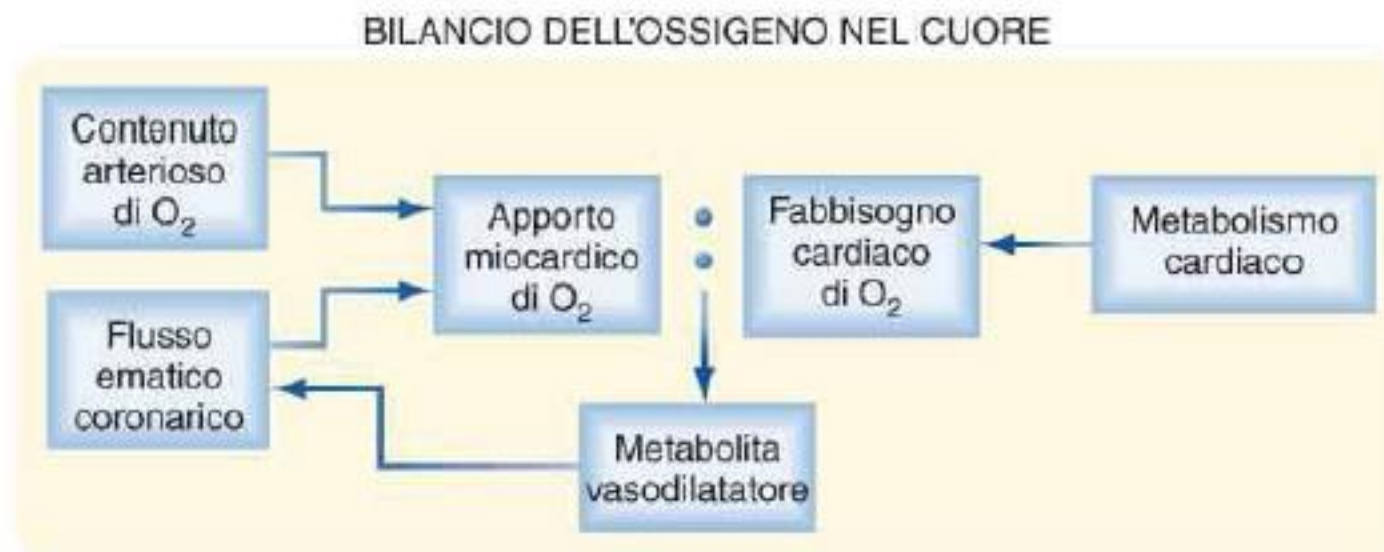 BILANCIO DELL'OSSIGENO NEL CUORE
Contenuto
arterioso
di O₂
Flusso
ematico
coronarico
Apporto
miocardico
di O₂
Fabbisogno
cardiaco
di O₂
Metabolismo
cardiaco
Metabolita
vasodilatatore